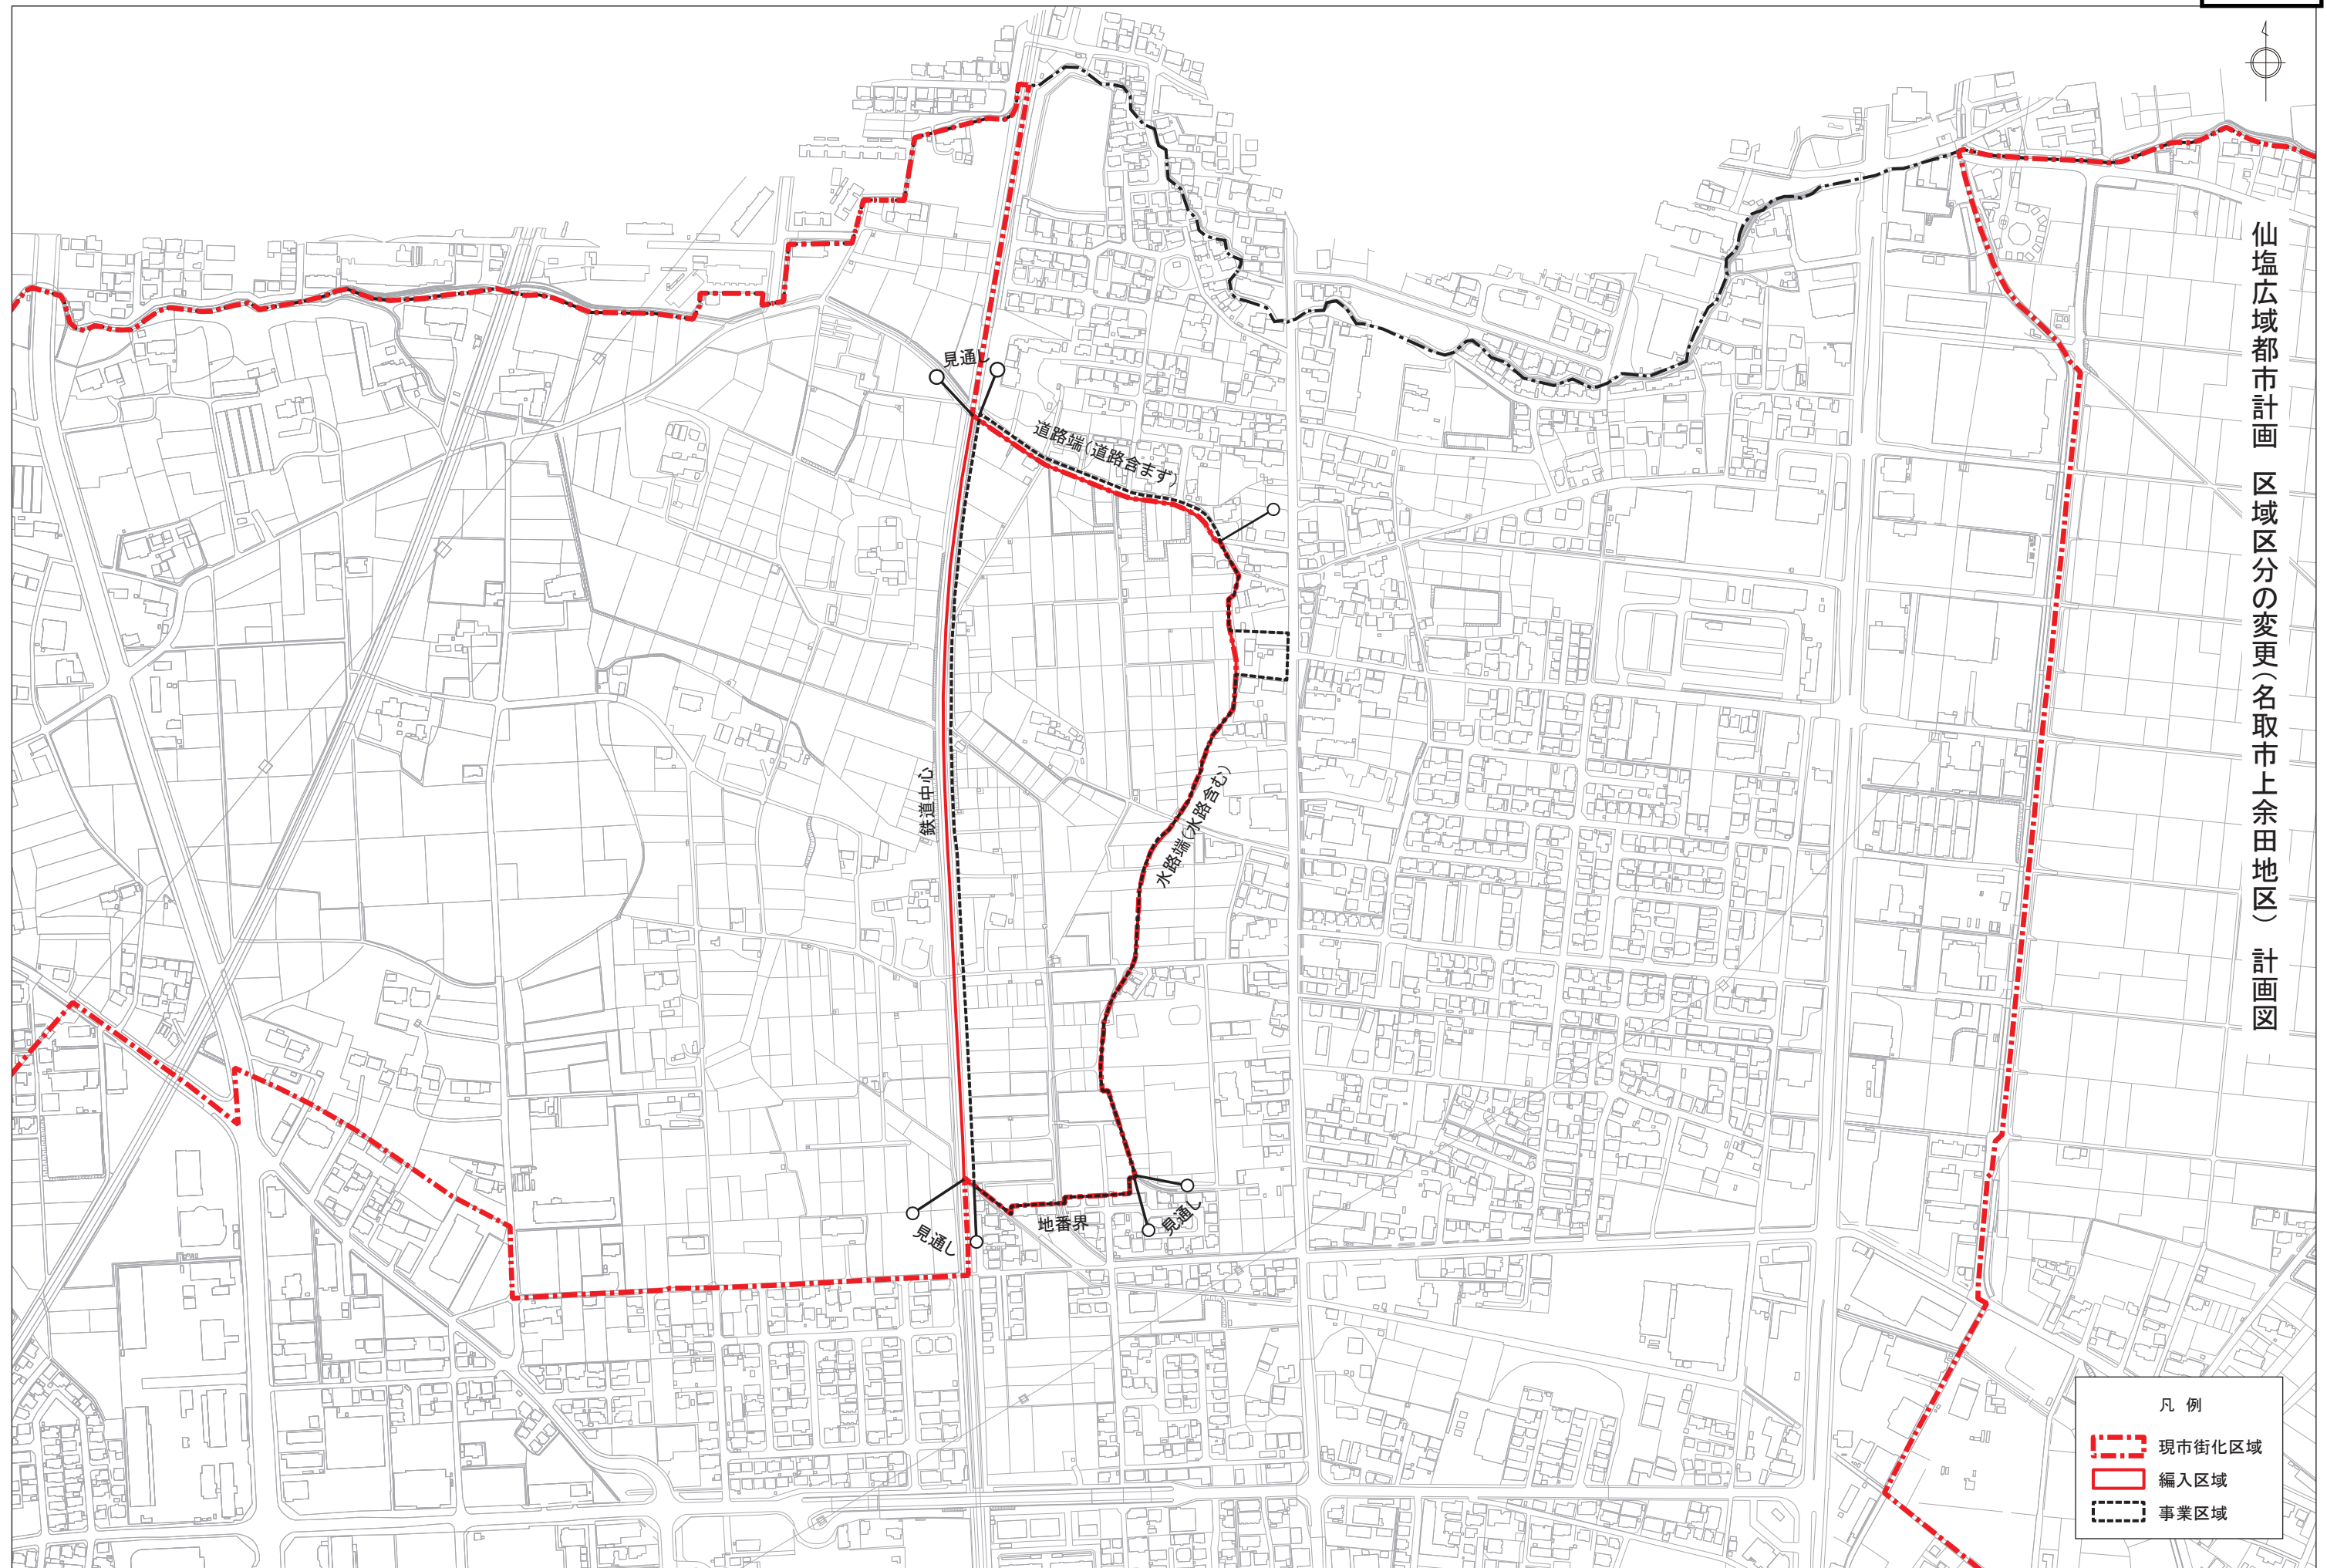 仙塩広域都市計画　区域区分の変更（名取市上余田地区）　計画図
見通し
道路端（道路含まず）
鉄道中心
水路端（水路含む）
見通し
地番界
見通し
凡 例
現市街化区域
編入区域
事業区域